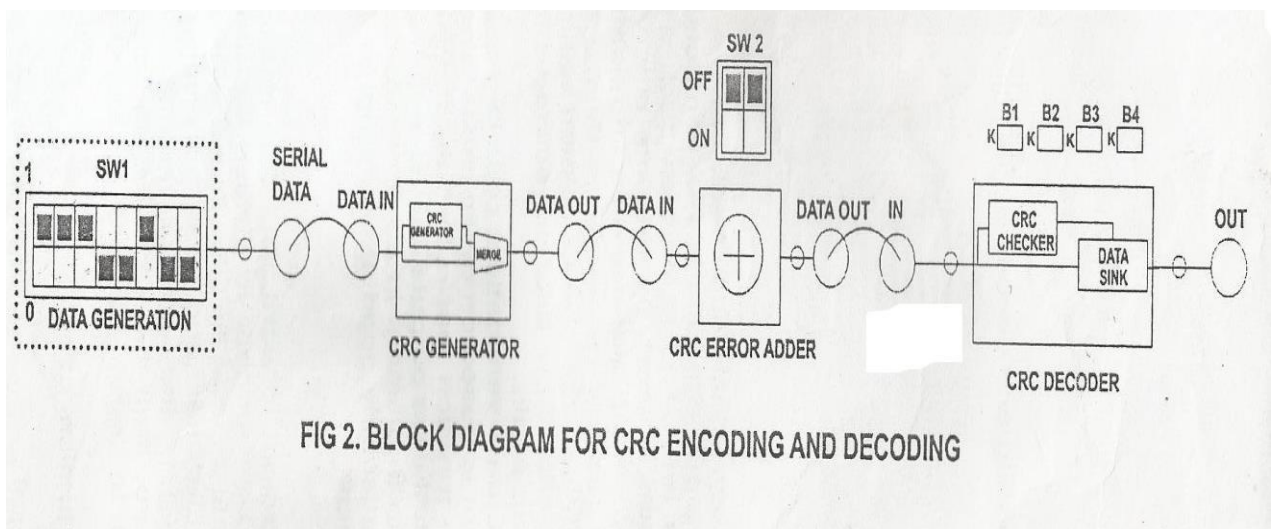 SW 2
OFF
ON
B1 B2 B3 B4
K K K K
1 SW1
SERIAL
DATA
DATA IN
CRC
GENERATOR
MERGE
DATA OUT
DATA IN
DATA OUT
IN
CRC
CHECKER
DATA
SINK
OUT
0 DATA GENERATION
CRC GENERATOR
CRC ERROR ADDER
CRC DECODER
FIG 2. BLOCK DIAGRAM FOR CRC ENCODING AND DECODING